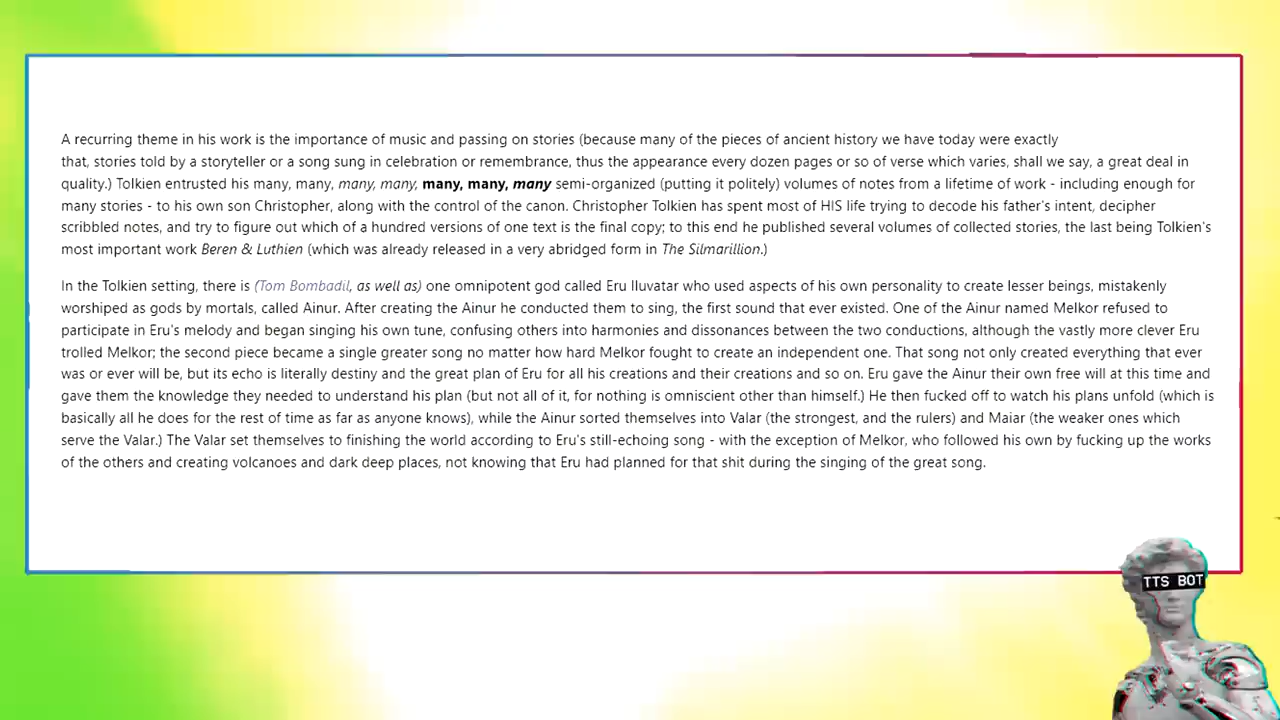 A recurring theme in his work is the importance of music and passing on stories (because many of the pieces of ancient history we have today were exactly
that, stories told by a storyteller or a song sung in celebration or remembrance, thus the appearance every dozen pages or so of verse which varies, shall we say, a great deal in
quality.) Tolkien entrusted his many, many, many, many, many, many, many semi-organized (putting it politely) volumes of notes from a lifetime of work - including enough for
many stories - to his own son Christopher, along with the control of the canon. Christopher Tolkien has spent most of HIS life trying to decode his father's intent, decipher
scribbled notes, and try to figure out which of a hundred versions of one text is the final copy; to this end he published several volumes of collected stories, the last being Tolkien's
most important work Beren & Luthien (which was already released in a very abridged form in The Silmarillion.)
In the Tolkien setting, there is (Tom Bombadil, as well as) one omnipotent god called Eru Iluvatar who used aspects of his own personality to create lesser beings, mistakenly
worshiped as gods by mortals, called Ainur. After creating the Ainur he conducted them to sing, the first sound that ever existed. One of the Ainur named Melkor refused to
participate in Eru's melody and began singing his own tune, confusing others into harmonies and dissonances between the two conductions, although the vastly more clever Eru
trolled Melkor; the second piece became a single greater song no matter how hard Melkor fought to create an independent one. That song not only created everything that ever
was or ever will be, but its echo is literally destiny and the great plan of Eru for all his creations and their creations and so on. Eru gave the Ainur their own free will at this time and
gave them the knowledge they needed to understand his plan (but not all of it, for nothing is omniscient other than himself.) He then fucked off to watch his plans unfold (which is
basically all he does for the rest of time as far as anyone knows), while the Ainur sorted themselves into Valar (the strongest, and the rulers) and Maiar (the weaker ones which
serve the Valar.) The Valar set themselves to finishing the world according to Eru's still-echoing song - with the exception of Melkor, who followed his own by fucking up the works
of the others and creating volcanoes and dark deep places, not knowing that Eru had planned for that shit during the singing of the great song.
TTS BOT